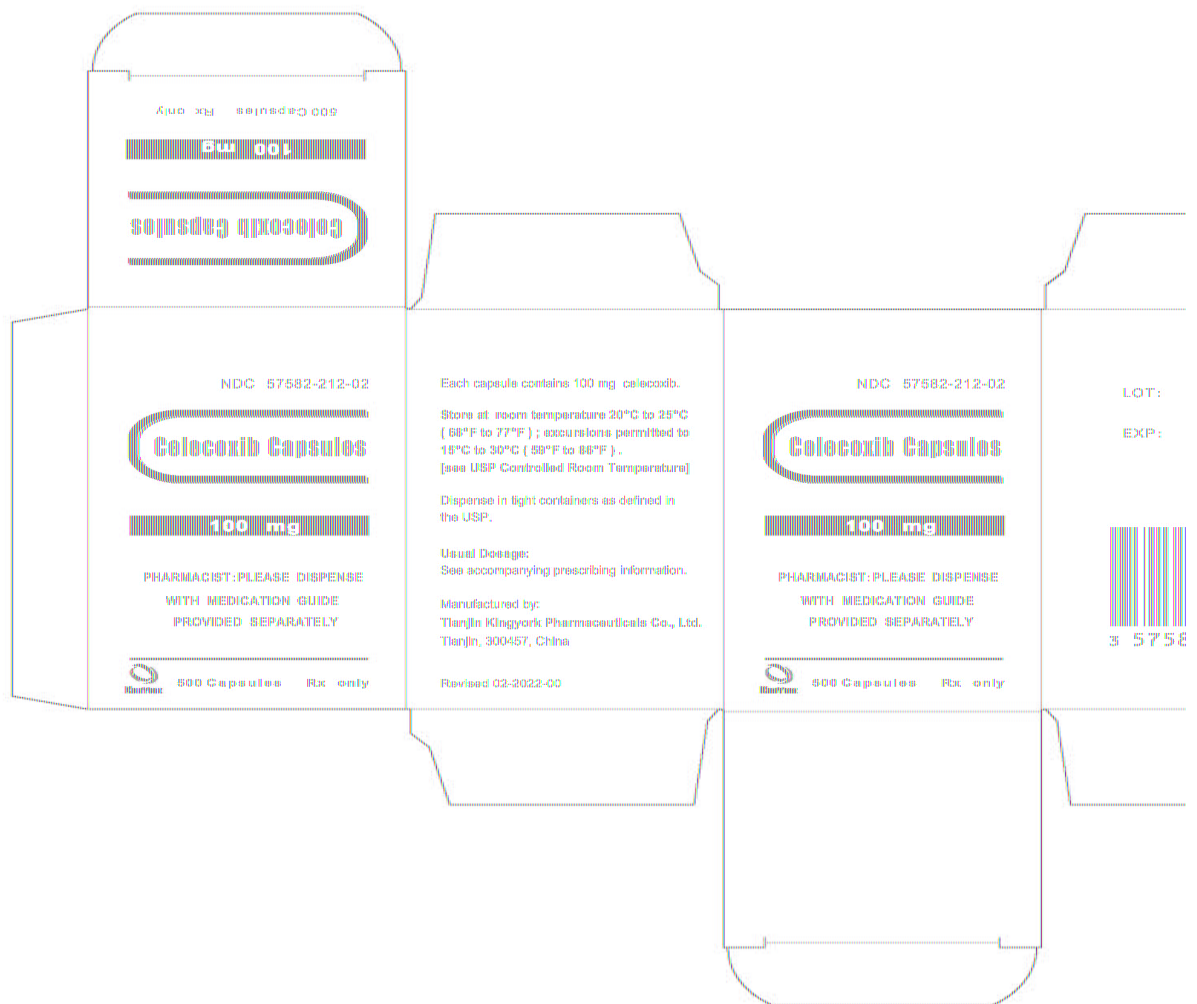 500 Capsules Rx only
100 mg
Celecoxib Capsules
NDC 57582-212-02
Celecoxib Capsules
100 mg
PHARMACIST: PLEASE DISPENSE
WITH MEDICATION GUIDE
PROVIDED SEPARATELY
500 Capsules Rx only
Each capsule contains 100 mg celecoxib.
Store at room temperature 20°C to 25°C
( 68°F to 77°F ) ; excursions permitted to
15°C to 30°C ( 59°F to 86°F ) .
[see USP Controlled Room Temperature]
Dispense in tight containers as defined in
the USP.
Usual Dosage:
See accompanying prescribing information.
Manufactured by:
Tianjin Kingyork Pharmaceuticals Co., Ltd.
Tianjin, 300457, China
Revised 02-2022-00
NDC 57582-212-02
Celecoxib Capsules
100 mg
PHARMACIST: PLEASE DISPENSE
WITH MEDICATION GUIDE
PROVIDED SEPARATELY
500 Capsules Rx only
LOT:
EXP:
3 5758